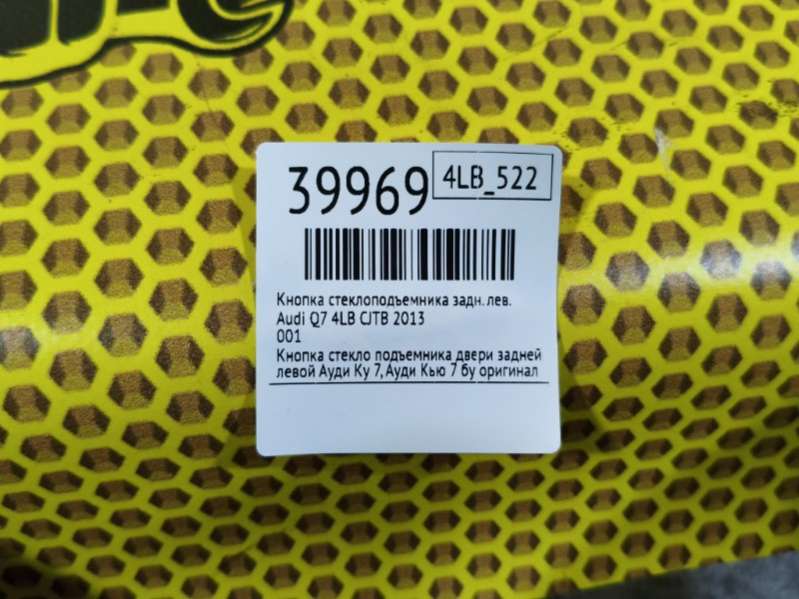 39969 4LB_522
Кнопка стеклоподъемника задн. лев.
Audi Q7 4LB CJTB 2013
001
Кнопка стекло подъемника двери задней
левой Ауди Ку 7, Ауди Кью 7 бу оригинал